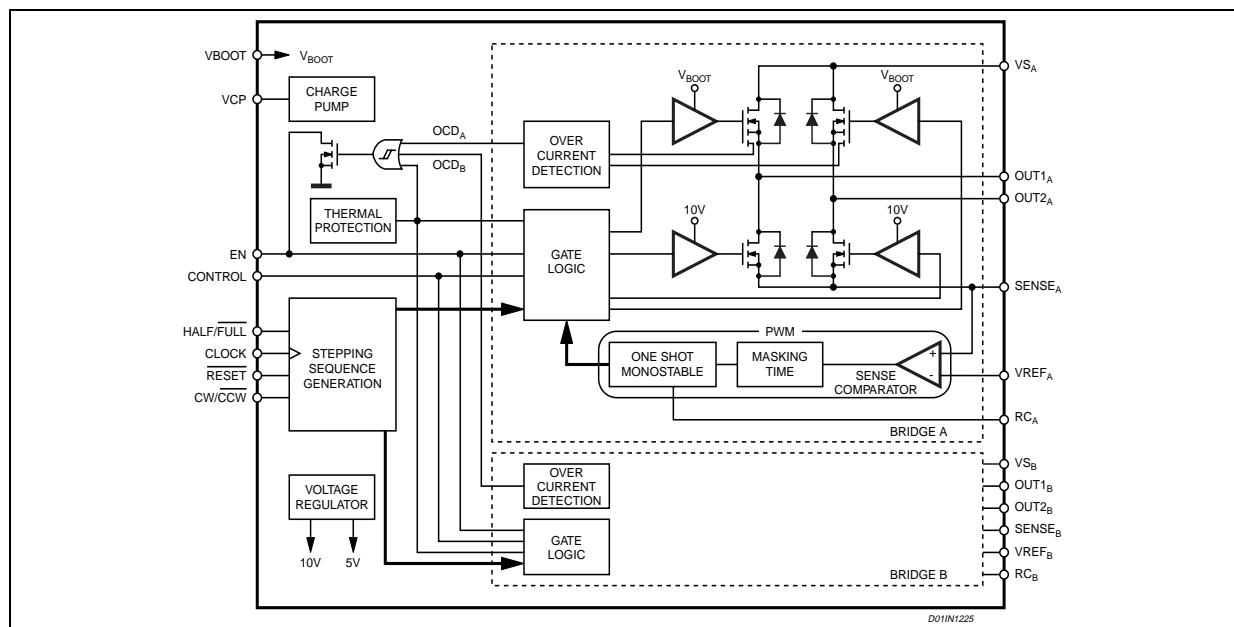 VBOOT
VBOOT
VCP
CHARGE
PUMP
OCDA
OCDB
THERMAL
PROTECTION
EN
CONTROL
HALF/FULL
CLOCK
RESET
CW/CCW
STEPPING
SEQUENCE
GENERATION
VOLTAGE
REGULATOR
10V
5V
OVER
CURRENT
DETECTION
GATE
LOGIC
VBOOT
VBOOT
10V
10V
PWM
ONE SHOT
MONOSTABLE
MASKING
TIME
+
-
SENSE
COMPARATOR
BRIDGE A
OVER
CURRENT
DETECTION
GATE
LOGIC
BRIDGE B
VSA
OUT1A
OUT2A
SENSEA
VREFA
RCA
VSB
OUT1B
OUT2B
SENSEB
VREFB
RCB
D01IN1225